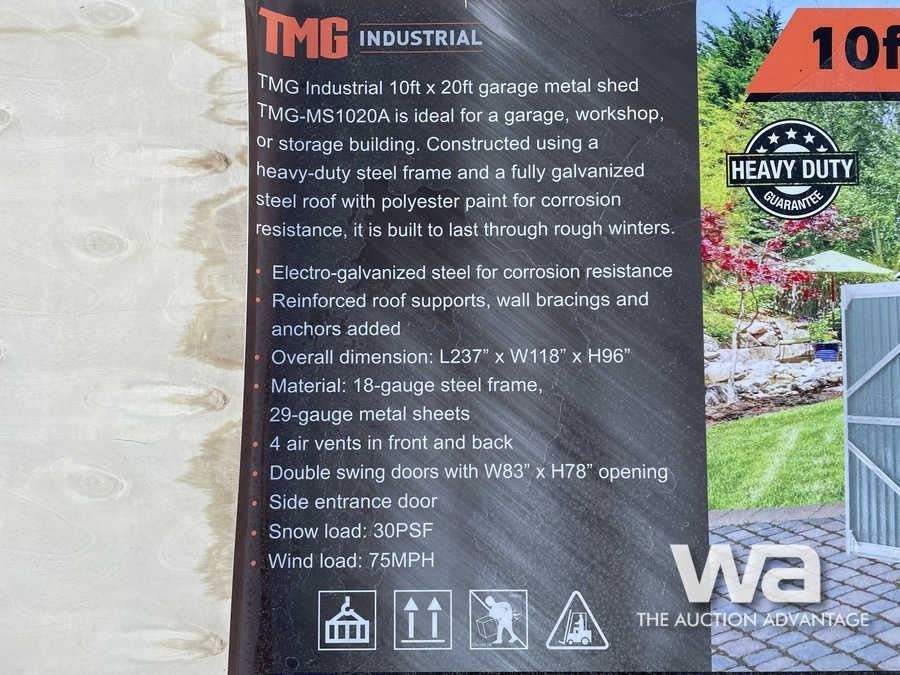 TMG INDUSTRIAL
TMG Industrial 10ft x 20ft garage metal shed
TMG-MS1020A is ideal for a garage, workshop,
or storage building. Constructed using a
heavy-duty steel frame and a fully galvanized
steel roof with polyester paint for corrosion
resistance, it is built to last through rough winters.
• Electro-galvanized steel for corrosion resistance
• Reinforced roof supports, wall bracings and
anchors added
• Overall dimension: L237” x W118” x H96”
• Material: 18-gauge steel frame,
29-gauge metal sheets
• 4 air vents in front and back
• Double swing doors with W83” x H78” opening
• Side entrance door
• Snow load: 30PSF
• Wind load: 75MPH
10f
HEAVY DUTY
GUARANTEE
wa
THE AUCTION ADVANTAGE